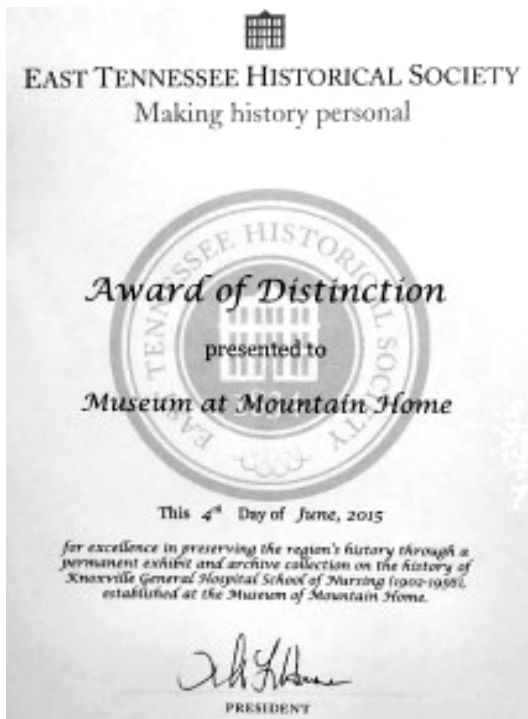 EAST TENNESSEE HISTORICAL SOCIETY
Making history personal
EAST TENNESSEE HISTORICAL SOCIETY
Award of Distinction
presented to
Museum at Mountain Home
This 4th Day of June, 2015
for excellence in preserving the region's history through a
permanent exhibit and archive collection on the history of
Knoxville General Hospital School of Nursing (1902-1956),
established at the Museum of Mountain Home.
PRESIDENT